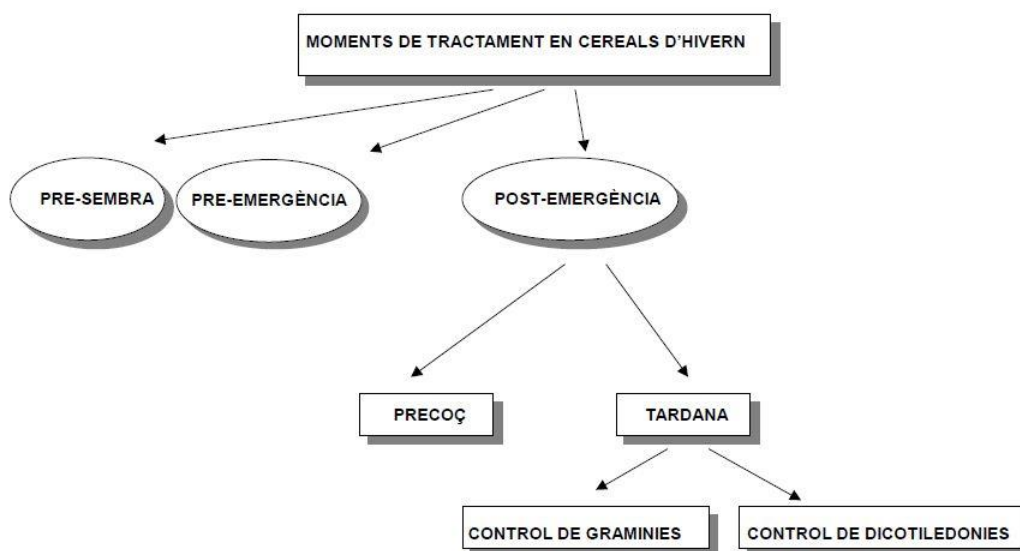 MOMENTS DE TRACTAMENT EN CEREALS D'HIVERN
PRE-SEMBRA
PRE-EMERGÈNCIA
POST-EMERGÈNCIA
PRECOÇ
TARDANA
CONTROL DE GRAMINIES
CONTROL DE DICOTILEDONIES